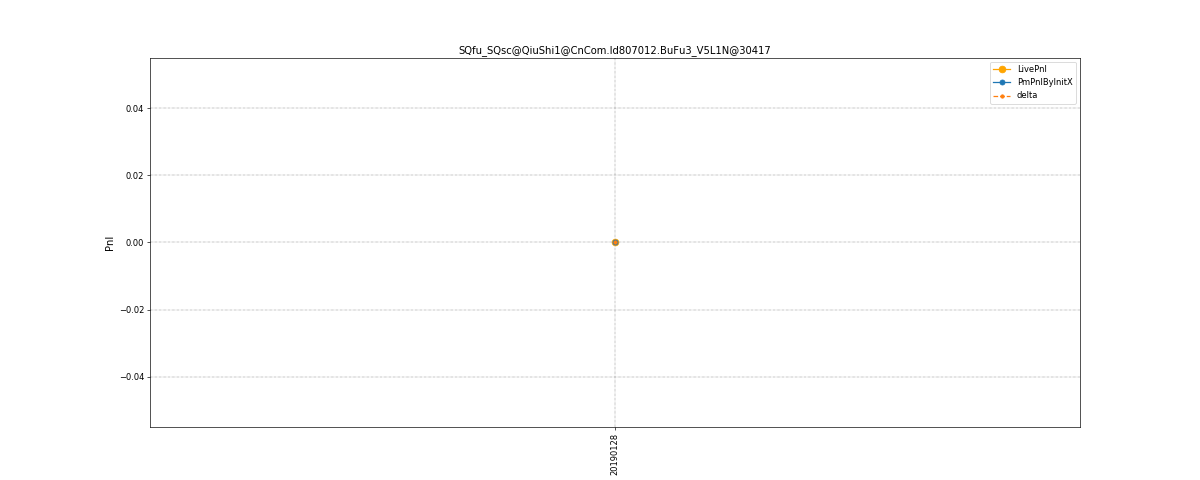 SQfu_SQsc@QiuShi1@CnCom.Id807012.BuFu3_V5L1N@30417
LivePnl
PmPnlByInitX
delta
0.04
0.02
0.00
−0.02
−0.04
Pnl
20190128